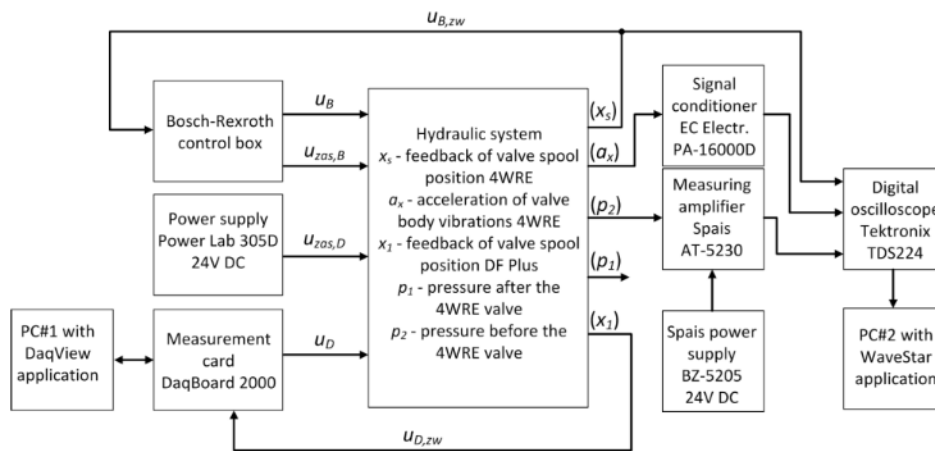 u_B,zw
Bosch-Rexroth
control box
u_B
u_zas,B
Power supply
Power Lab 305D
24V DC
u_zas,D
PC#1 with
DaqView
application
Measurement
card
DaqBoard 2000
u_D
Hydraulic system
x_s - feedback of valve spool
position 4WRE
a_x - acceleration of valve
body vibrations 4WRE
x_1 - feedback of valve spool
position DF Plus
p_1 - pressure after the
4WRE valve
p_2 - pressure before the
4WRE valve
(x_s)
(a_x)
(p_2)
(p_1)
(x_1)
Signal
conditioner
EC Electr.
PA-16000D
Measuring
amplifier
Spais
AT-5230
Spais power
supply
BZ-5205
24V DC
Digital
oscilloscope
Tektronix
TDS224
PC#2 with
WaveStar
application
u_D,zw